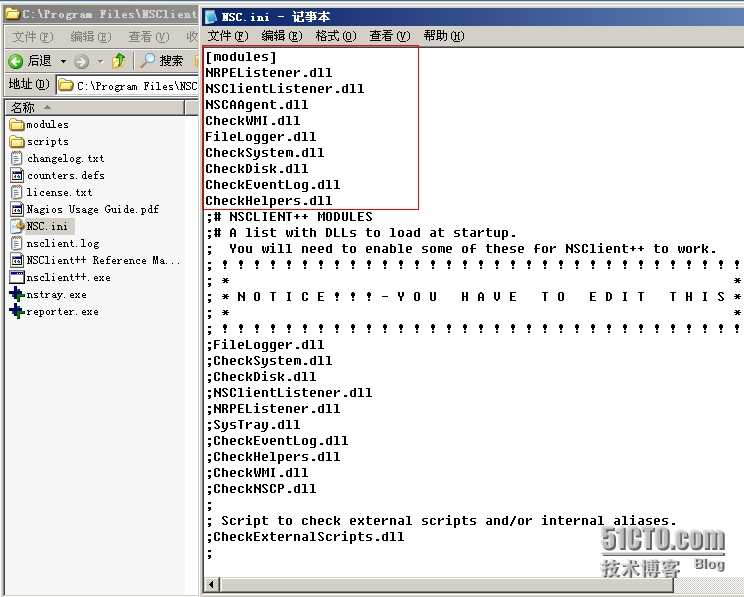 C:\Program Files\NSClient
文件(F) 编辑(E) 查看(V) 收
后退 搜索
地址(D) C:\Program Files\NSC
名称
modules
scripts
changelog.txt
counters.defs
license.txt
Nagios Usage Guide.pdf
NSC.ini
nsclient.log
NSClient++ Reference Ma...
nsclient++.exe
nstray.exe
reporter.exe
NSC.ini - 记事本
文件(F) 编辑(E) 格式(O) 查看(V) 帮助(H)
[modules]
NRPEListener.dll
NSClientListener.dll
NSCAAgent.dll
CheckWMI.dll
FileLogger.dll
CheckSystem.dll
CheckDisk.dll
CheckEventLog.dll
CheckHelpers.dll
;# NSCLIENT++ MODULES
;# A list with DLLs to load at startup.
;  You will need to enable some of these for NSClient++ to work.
; ! ! ! ! ! ! ! ! ! ! ! ! ! ! ! ! ! ! ! ! ! ! ! ! ! ! ! ! ! ! ! ! !
; * *
; * N O T I C E ! ! ! - Y O U   H A V E   T O   E D I T   T H I S *
; * *
; ! ! ! ! ! ! ! ! ! ! ! ! ! ! ! ! ! ! ! ! ! ! ! ! ! ! ! ! ! ! ! ! !
;FileLogger.dll
;CheckSystem.dll
;CheckDisk.dll
;NSClientListener.dll
;NRPEListener.dll
;SysTray.dll
;CheckEventLog.dll
;CheckHelpers.dll
;CheckWMI.dll
;CheckNSCP.dll
;
; Script to check external scripts and/or internal aliases.
;CheckExternalScripts.dll
;
51CTO.com
技术博客 Blog